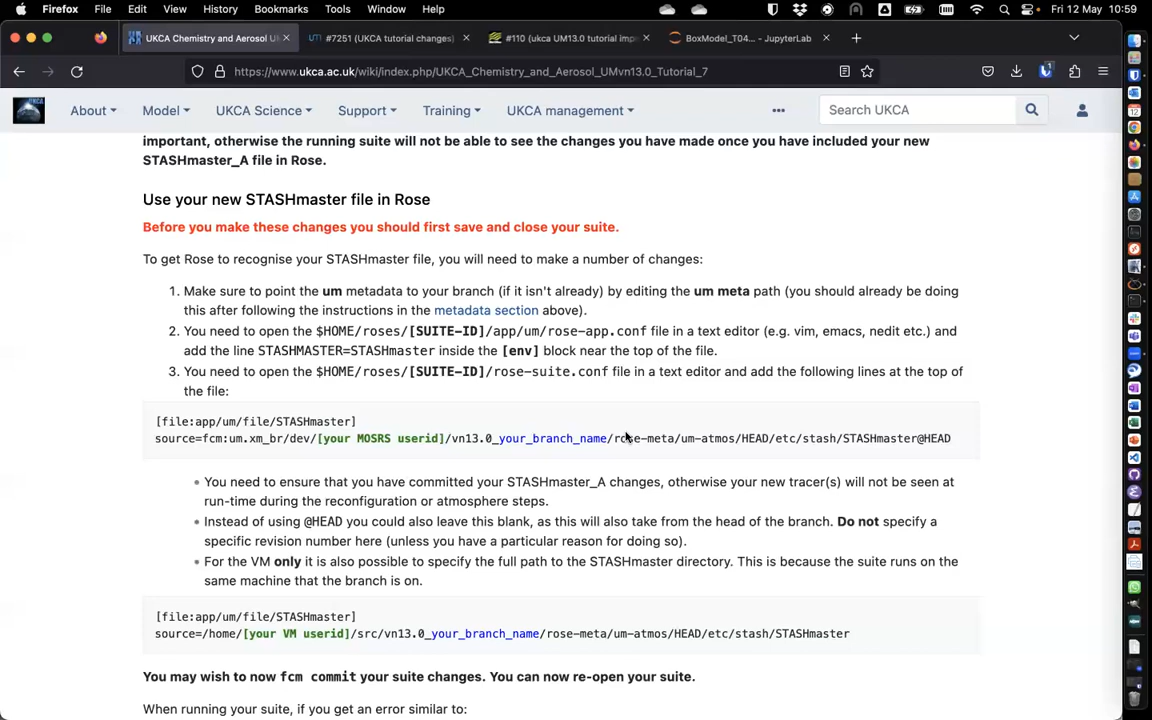 Firefox File Edit View History Bookmarks Tools Window Help Fri 12 May 10:59
UKCA Chemistry and Aerosol U #7251 (UKCA tutorial changes) #110 (ukca UM13.0 tutorial imp BoxModel_T04... - JupyterLab
https://www.ukca.ac.uk/wiki/index.php/UKCA_Chemistry_and_Aerosol_UMvn13.0_Tutorial_7
About Model UKCA Science Support Training UKCA management Search UKCA
important, otherwise the running suite will not be able to see the changes you have made once you have included your new
STASHmaster_A file in Rose.
Use your new STASHmaster file in Rose
Before you make these changes you should first save and close your suite.
To get Rose to recognise your STASHmaster file, you will need to make a number of changes:
1. Make sure to point the um metadata to your branch (if it isn't already) by editing the um meta path (you should already be doing
this after following the instructions in the metadata section above).
2. You need to open the $HOME/roses/[SUITE-ID]/app/um/rose-app.conf file in a text editor (e.g. vim, emacs, nedit etc.) and
add the line STASHMASTER=STASHmaster inside the [env] block near the top of the file.
3. You need to open the $HOME/roses/[SUITE-ID]/rose-suite.conf file in a text editor and add the following lines at the top of
the file:
[file:app/um/file/STASHmaster]
source=fcm:um.xm_br/dev/[your MOSRS userid]/vn13.0_your_branch_name/rose-meta/um-atmos/HEAD/etc/stash/STASHmaster@HEAD
You need to ensure that you have committed your STASHmaster_A changes, otherwise your new tracer(s) will not be seen at
run-time during the reconfiguration or atmosphere steps.
Instead of using @HEAD you could also leave this blank, as this will also take from the head of the branch. Do not specify a
specific revision number here (unless you have a particular reason for doing so).
For the VM only it is also possible to specify the full path to the STASHmaster directory. This is because the suite runs on the
same machine that the branch is on.
[file:app/um/file/STASHmaster]
source=/home/[your VM userid]/src/vn13.0_your_branch_name/rose-meta/um-atmos/HEAD/etc/stash/STASHmaster
You may wish to now fcm commit your suite changes. You can now re-open your suite.
When running your suite, if you get an error similar to: